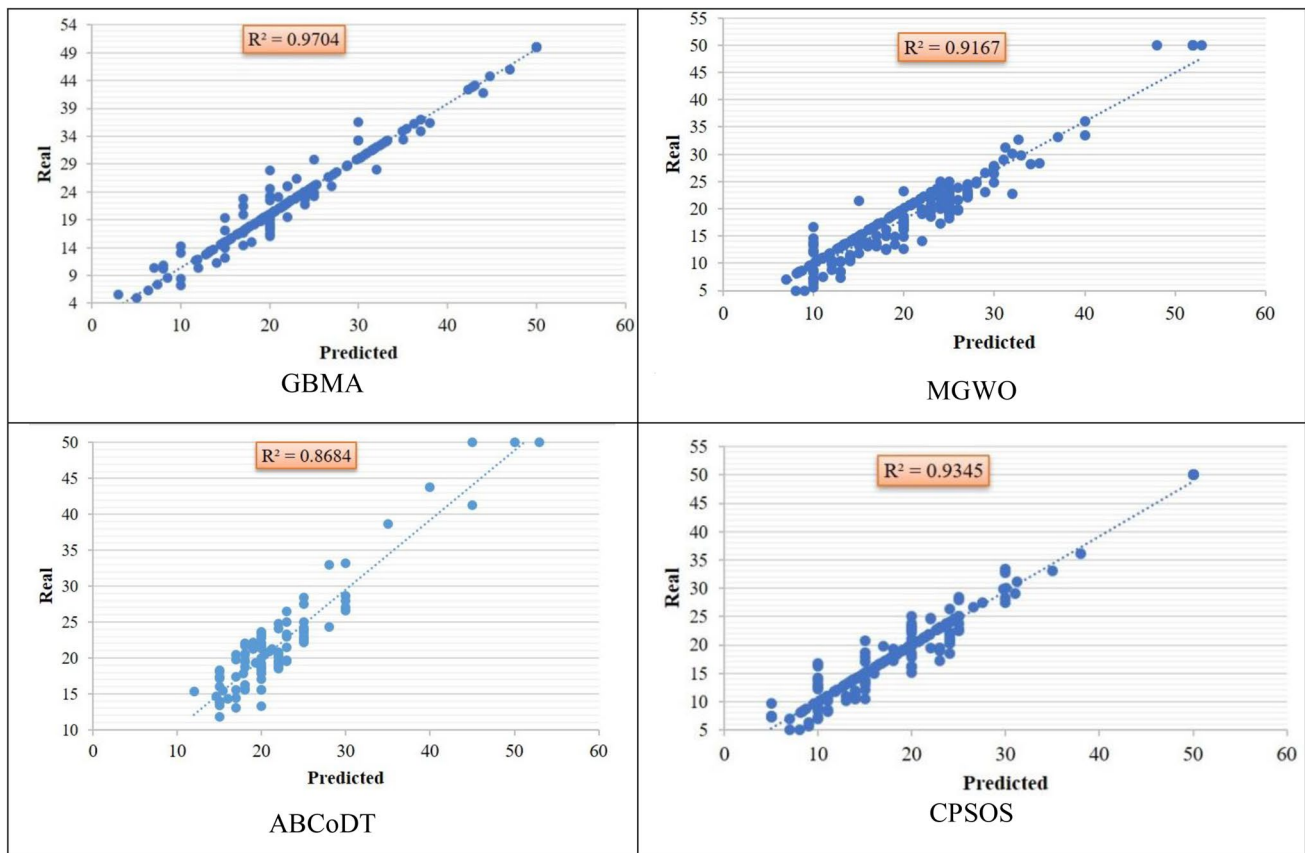 R² = 0.9704
Real
54
49
44
39
34
29
24
19
14
9
4
0 10 20 30 40 50 60
Predicted
GBMA
R² = 0.9167
Real
55
50
45
40
35
30
25
20
15
10
5
0 10 20 30 40 50 60
Predicted
MGWO
R² = 0.8684
Real
50
45
40
35
30
25
20
15
10
0 10 20 30 40 50 60
Predicted
ABCoDT
R² = 0.9345
Real
55
50
45
40
35
30
25
20
15
10
5
0 10 20 30 40 50 60
Predicted
CPSOS